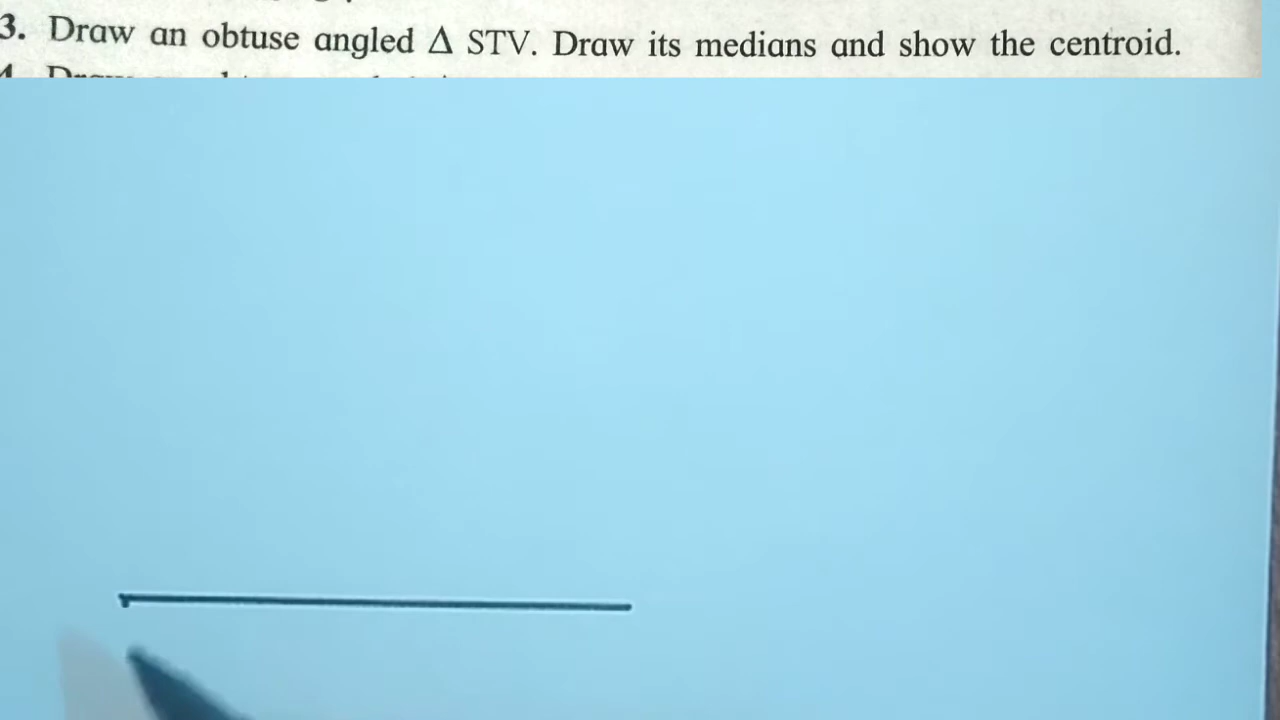 3. Draw an obtuse angled Δ STV. Draw its medians and show the centroid.